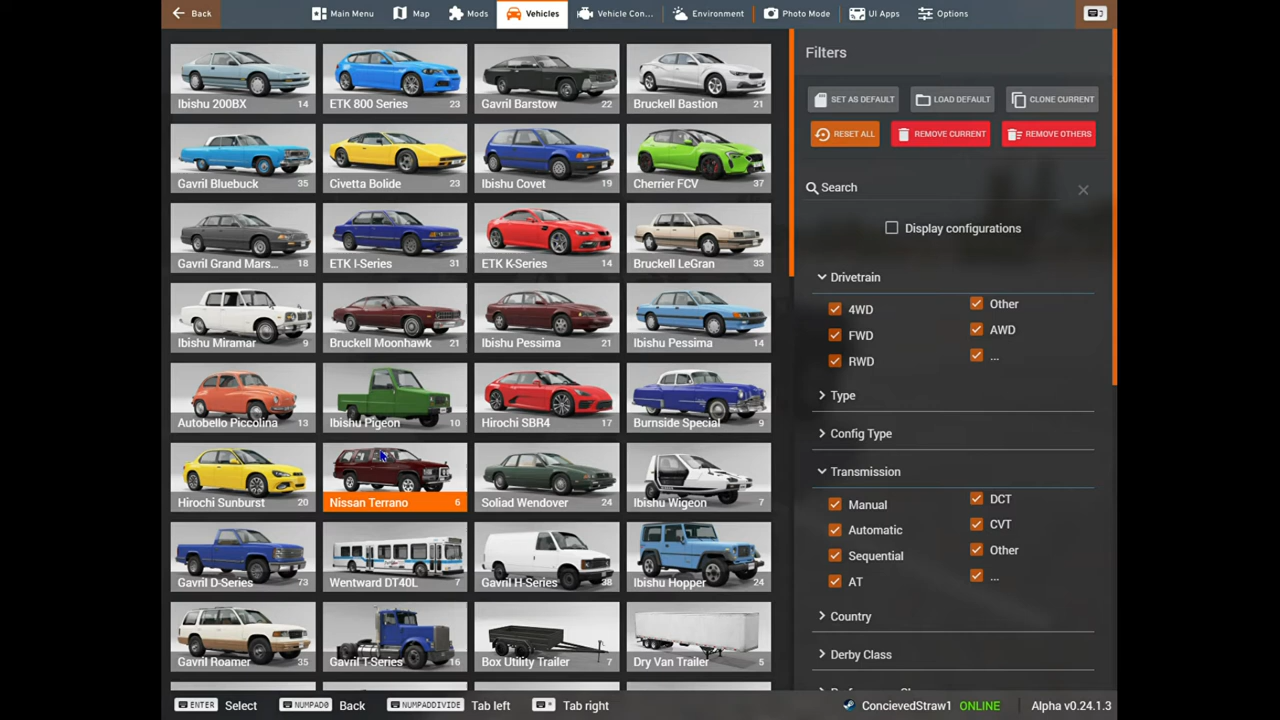 Back Main Menu Map Mods Vehicles Vehicle Con... Environment Photo Mode UI Apps Options
Ibishu 200BX 14 ETK 800 Series 23 Gavril Barstow 22 Bruckell Bastion 21
Gavril Bluebuck 35 Civetta Bolide 23 Ibishu Covet 19 Cherrier FCV 37
Gavril Grand Mars... 18 ETK I-Series 31 ETK K-Series 14 Bruckell LeGran 33
Ibishu Miramar 9 Bruckell Moonhawk 21 Ibishu Pessima 21 Ibishu Pessima 14
Autobello Piccolina 13 Ibishu Pigeon 10 Hirochi SBR4 17 Burnside Special 9
Hirochi Sunburst 20 Nissan Terrano 6 Soliad Wendover 24 Ibishu Wigeon 7
Gavril D-Series 73 Wentward DT40L 7 Gavril H-Series 38 Ibishu Hopper 24
Gavril Roamer 35 Gavril T-Series 16 Box Utility Trailer 7 Dry Van Trailer 5
Filters
SET AS DEFAULT LOAD DEFAULT CLONE CURRENT
RESET ALL REMOVE CURRENT REMOVE OTHERS
Search
Display configurations
Drivetrain
4WD Other
FWD AWD
RWD ...
Type
Config Type
Transmission
Manual DCT
Automatic CVT
Sequential Other
AT ...
Country
Derby Class
ENTER Select NUMPAD0 Back NUMPADDIVIDE Tab left * Tab right ConcievedStraw1 ONLINE Alpha v0.24.1.3